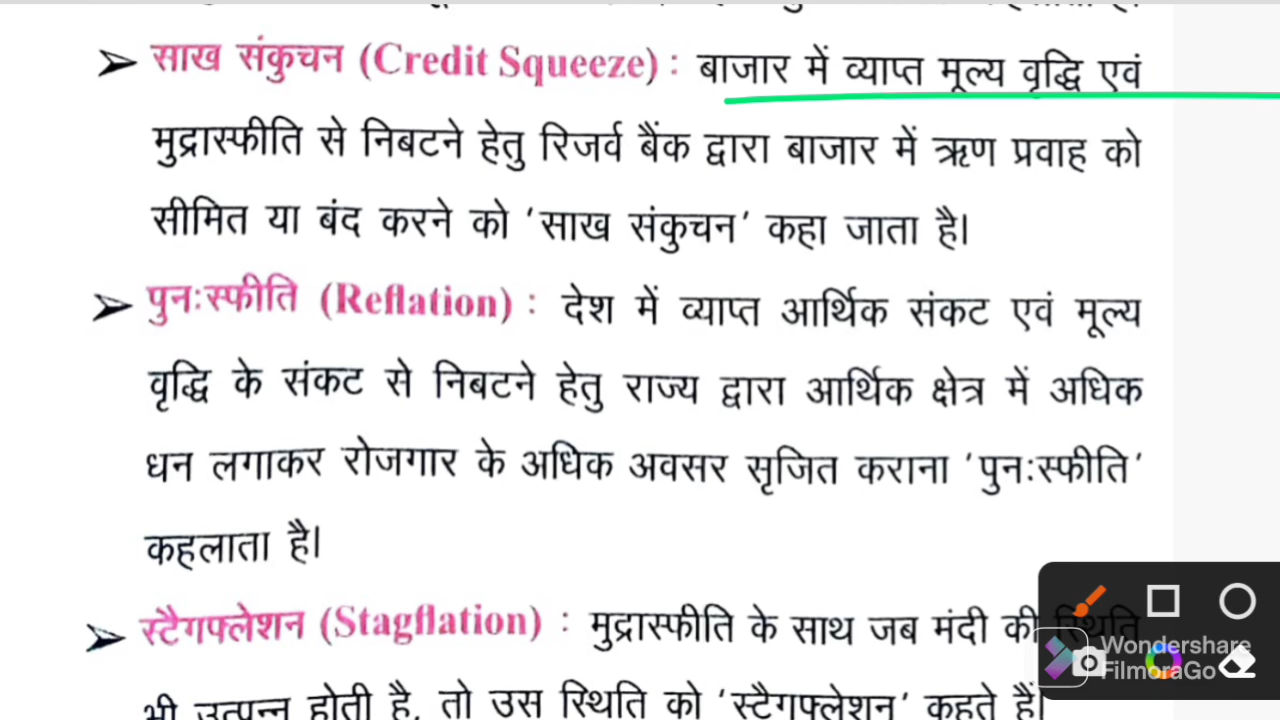 ➢ साख संकुचन (Credit Squeeze) : बाजार में व्याप्त मूल्य वृद्धि एवं
मुद्रास्फीति से निबटने हेतु रिजर्व बैंक द्वारा बाजार में ऋण प्रवाह को
सीमित या बंद करने को ‘साख संकुचन’ कहा जाता है।
➢ पुनःस्फीति (Reflation) : देश में व्याप्त आर्थिक संकट एवं मूल्य
वृद्धि के संकट से निबटने हेतु राज्य द्वारा आर्थिक क्षेत्र में अधिक
धन लगाकर रोजगार के अधिक अवसर सृजित कराना ‘पुनःस्फीति’
कहलाता है।
➢ स्टैगफ्लेशन (Stagflation) : मुद्रास्फीति के साथ जब मंदी की स्थिति
भी उत्पन्न होती है, तो उस स्थिति को ‘स्टैगफ्लेशन’ कहते हैं।
Wondershare
FilmoraGo